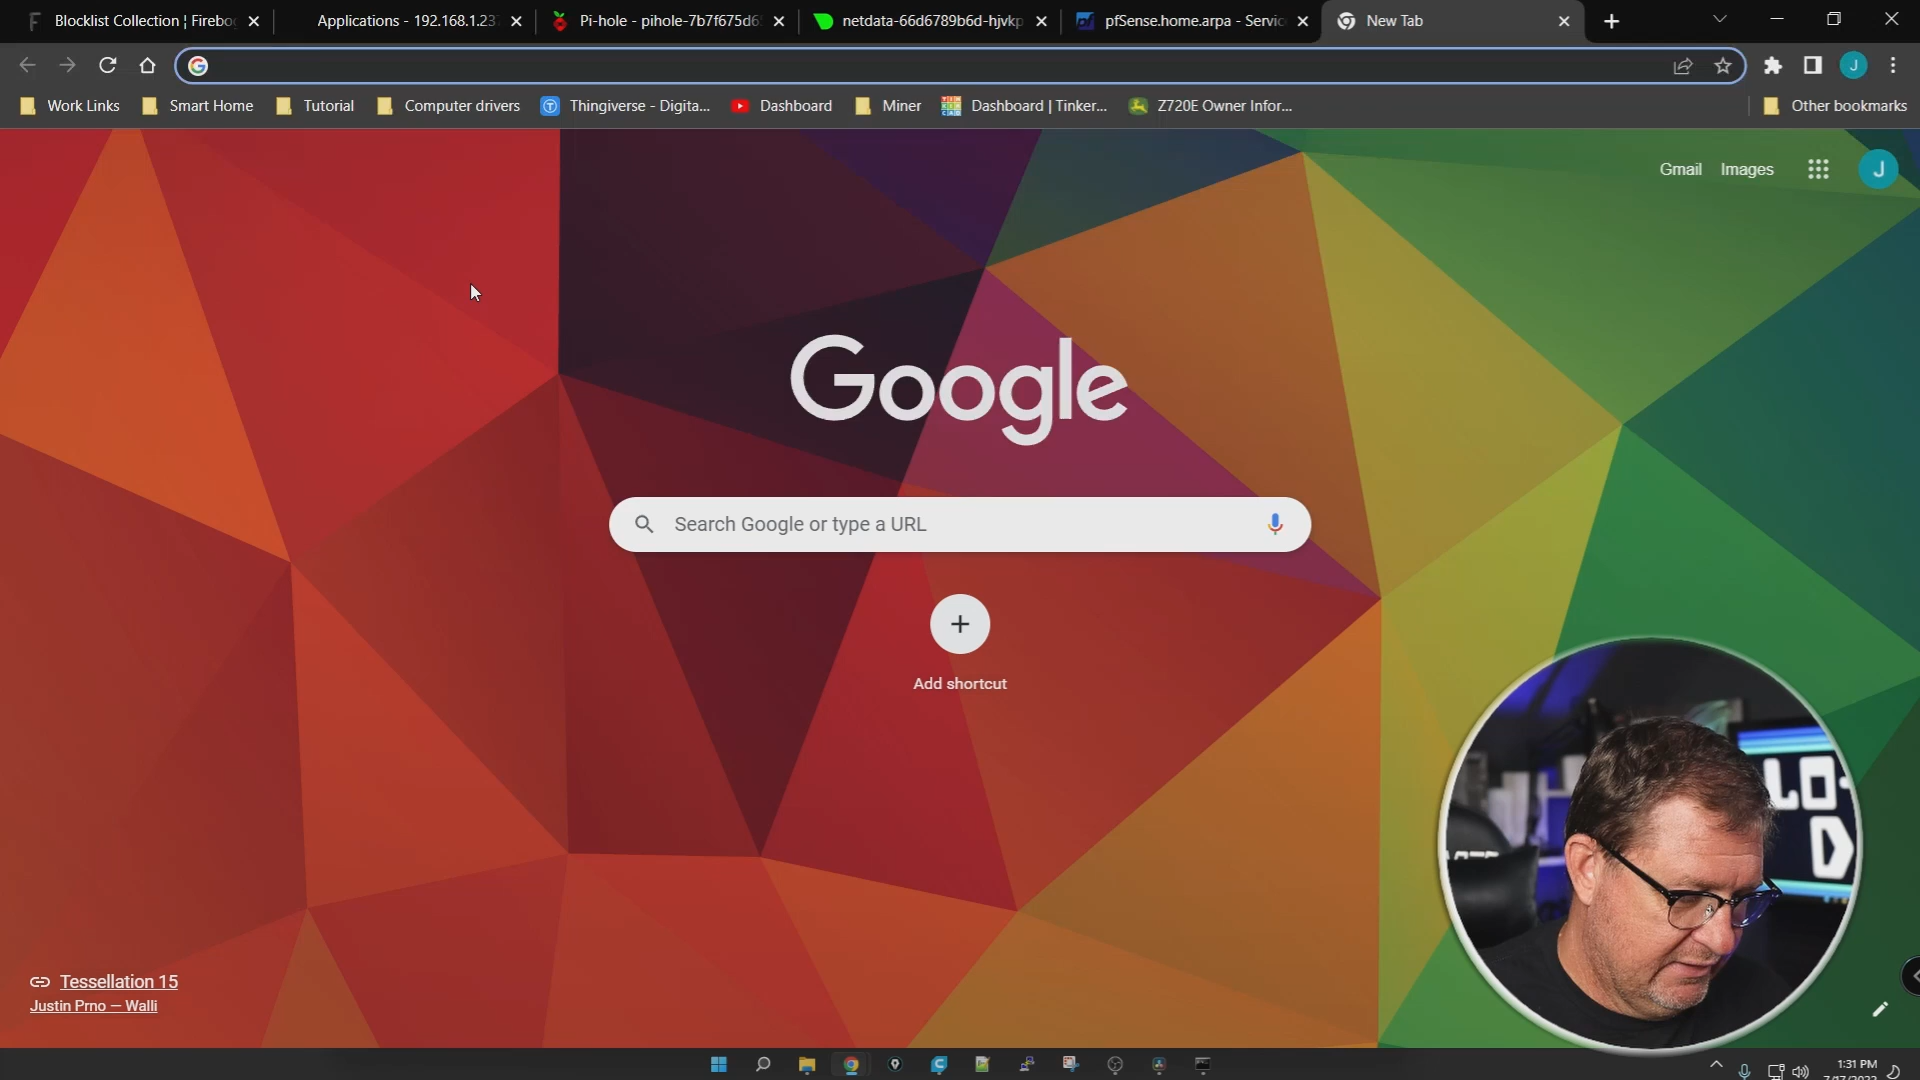 Blocklist Collection ¦ Firebo
Applications - 192.168.1.237
Pi-hole - pihole-7b7f675d65
netdata-66d6789b6d-hjvkp
pfSense.home.arpa - Servic
New Tab
Work Links
Smart Home
Tutorial
Computer drivers
Thingiverse - Digita...
Dashboard
Miner
Dashboard | Tinker...
Z720E Owner Infor...
Other bookmarks
Gmail
Images
J
J
Google
Search Google or type a URL
Add shortcut
Tessellation 15
Justin Prno — Walli
1:31 PM